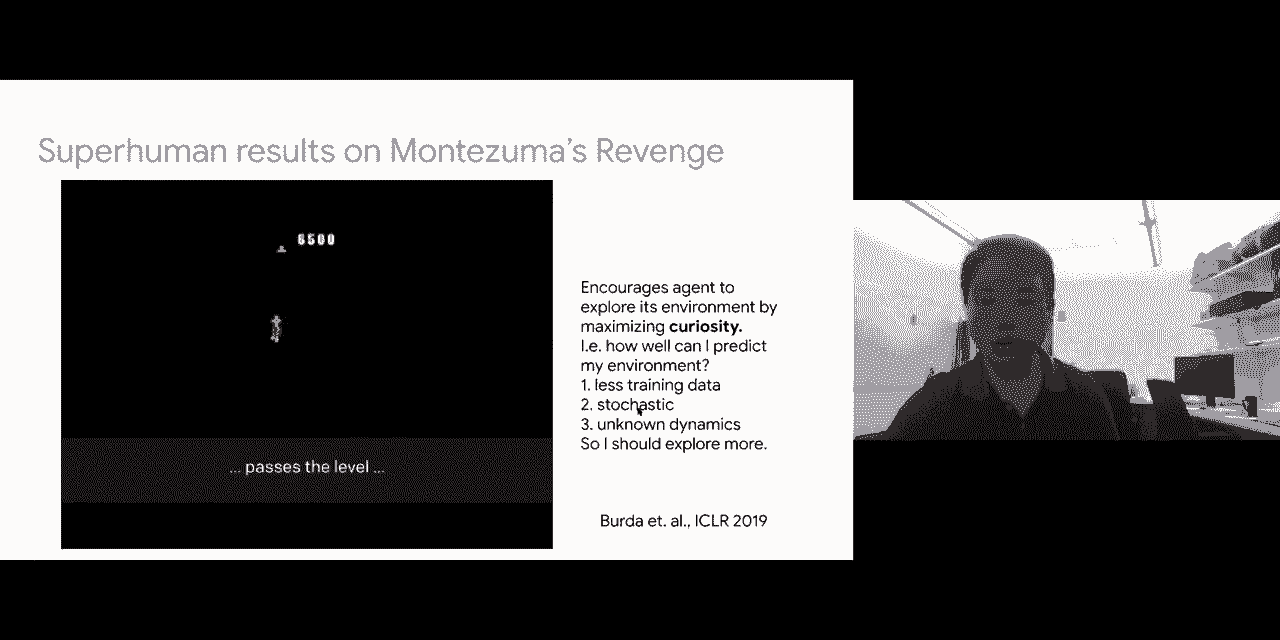 Superhuman results on Montezuma's Revenge
6500
Encourages agent to
explore its environment by
maximizing curiosity.
I.e. how well can I predict
my environment?
1. less training data
2. stochastic
3. unknown dynamics
So I should explore more.
... passes the level ...
Burda et. al., ICLR 2019